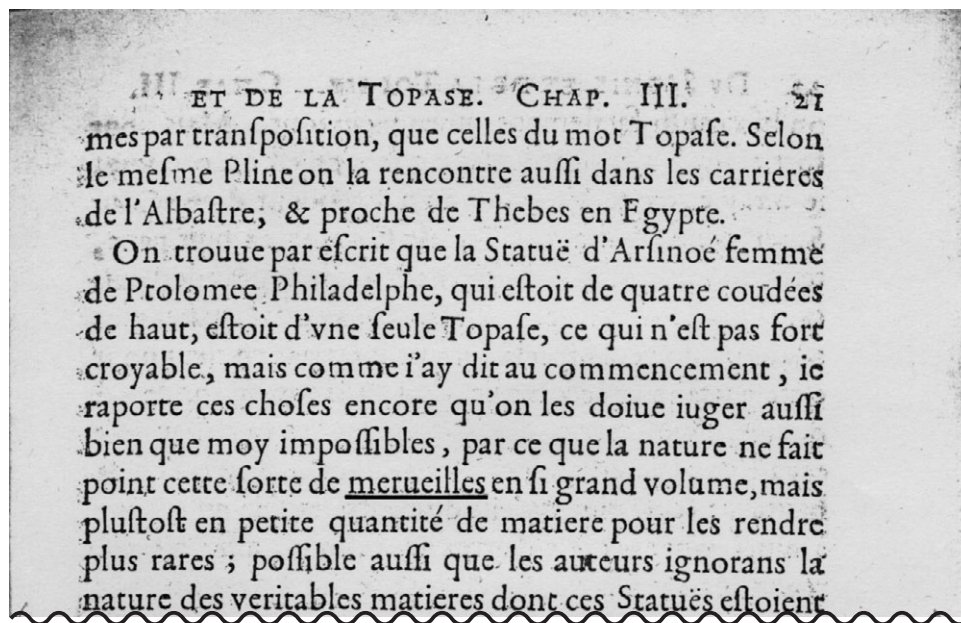 ET DE LA TOPASE. CHAP. III. 21
mes par tranſpoſition, que celles du mot Topaſe. Selon
le meſme Pline on la rencontre auſſi dans les carrieres
de l'Albaſtre, & proche de Thebes en Egypte.
On trouue par eſcrit que la Statuë d'Arſinoé femme
de Ptolomee Philadelphe, qui eſtoit de quatre coudées
de haut, eſtoit d'vne ſeule Topaſe, ce qui n'eſt pas fort
croyable, mais comme i'ay dit au commencement, ie
raporte ces choſes encore qu'on les doiue iuger auſſi
bien que moy impoſſibles, par ce que la nature ne fait
point cette ſorte de merueilles en ſi grand volume, mais
pluſtoſt en petite quantité de matiere pour les rendre
plus rares ; poſſible auſſi que les auteurs ignorans la
nature des veritables matieres dont ces Statuës eſtoient